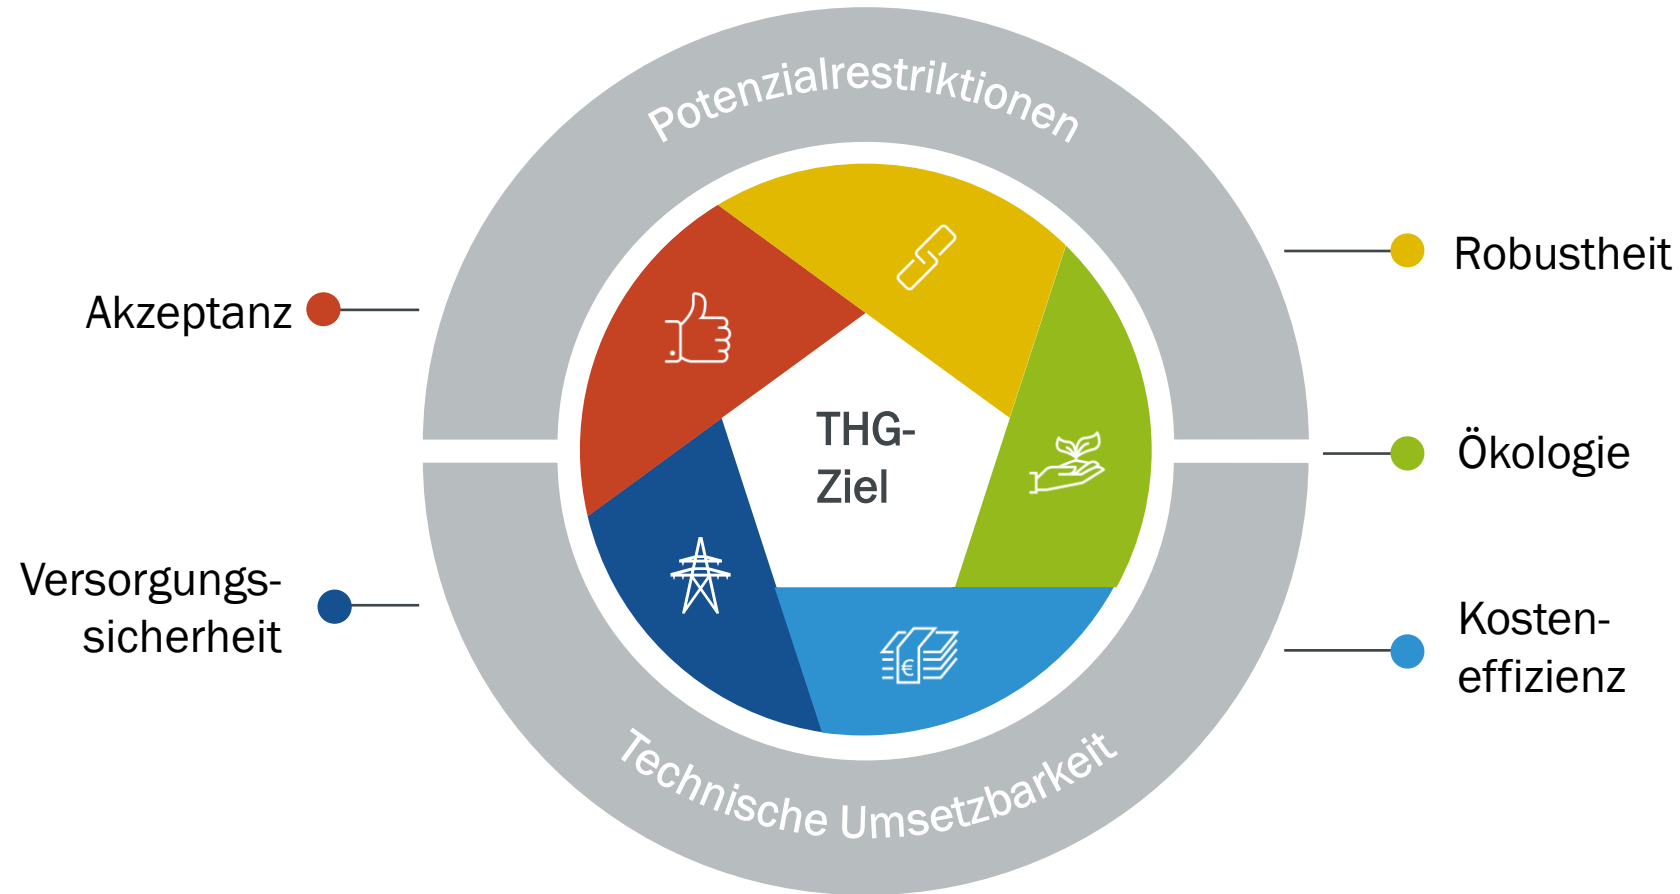 Potenzialrestriktionen
Akzeptanz
Robustheit
THG-
Ziel
Ökologie
Versorgungs-
sicherheit
Kosten-
effizienz
€
Technische Umsetzbarkeit